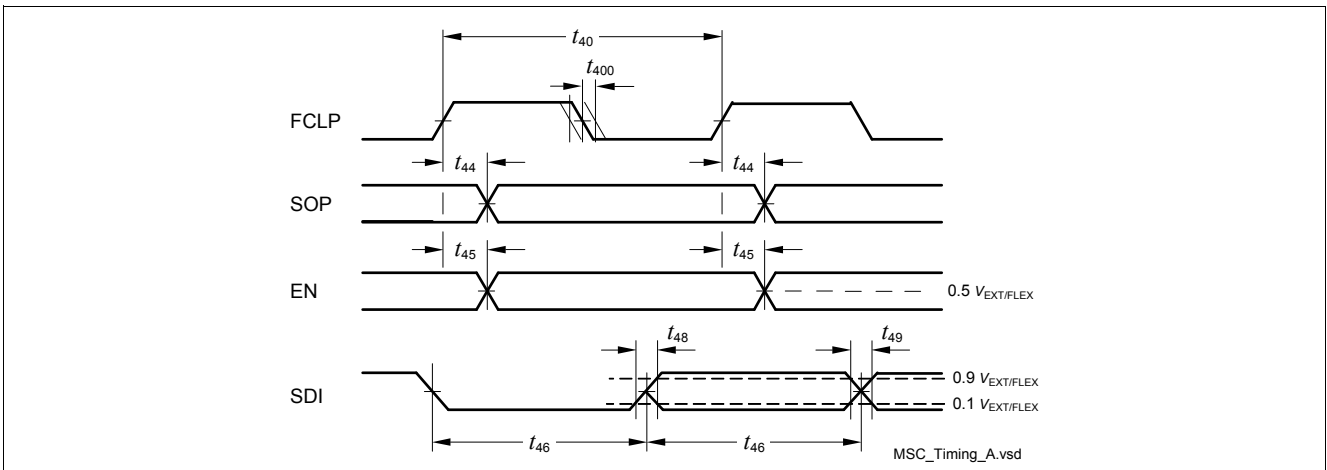 t40
t400
FCLP
t44 t44
SOP
t45 t45
EN
0.5 VEXT/FLEX
t48 t49
SDI
0.9 VEXT/FLEX
0.1 VEXT/FLEX
t46 t46
MSC_Timing_A.vsd